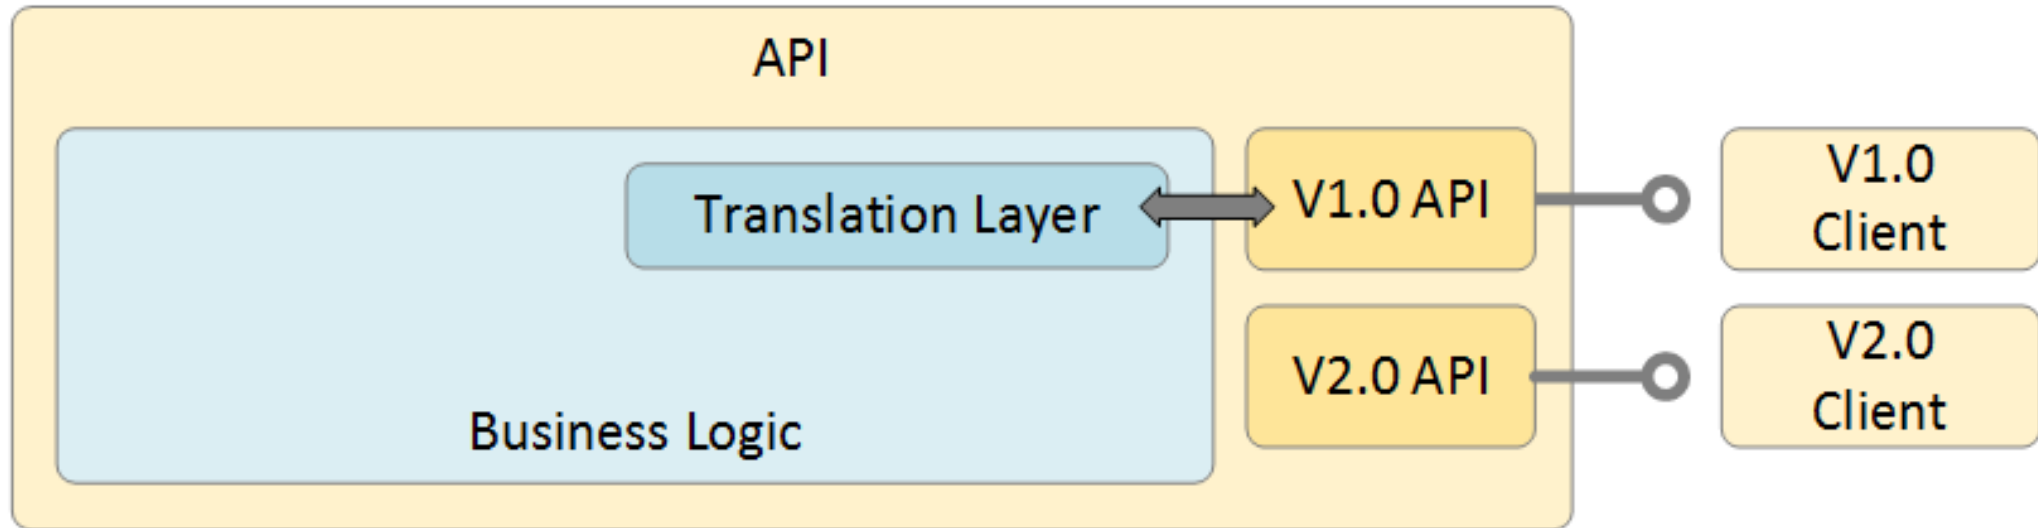 API
Translation Layer
V1.0 API
V1.0
Client
V2.0 API
V2.0
Client
Business Logic